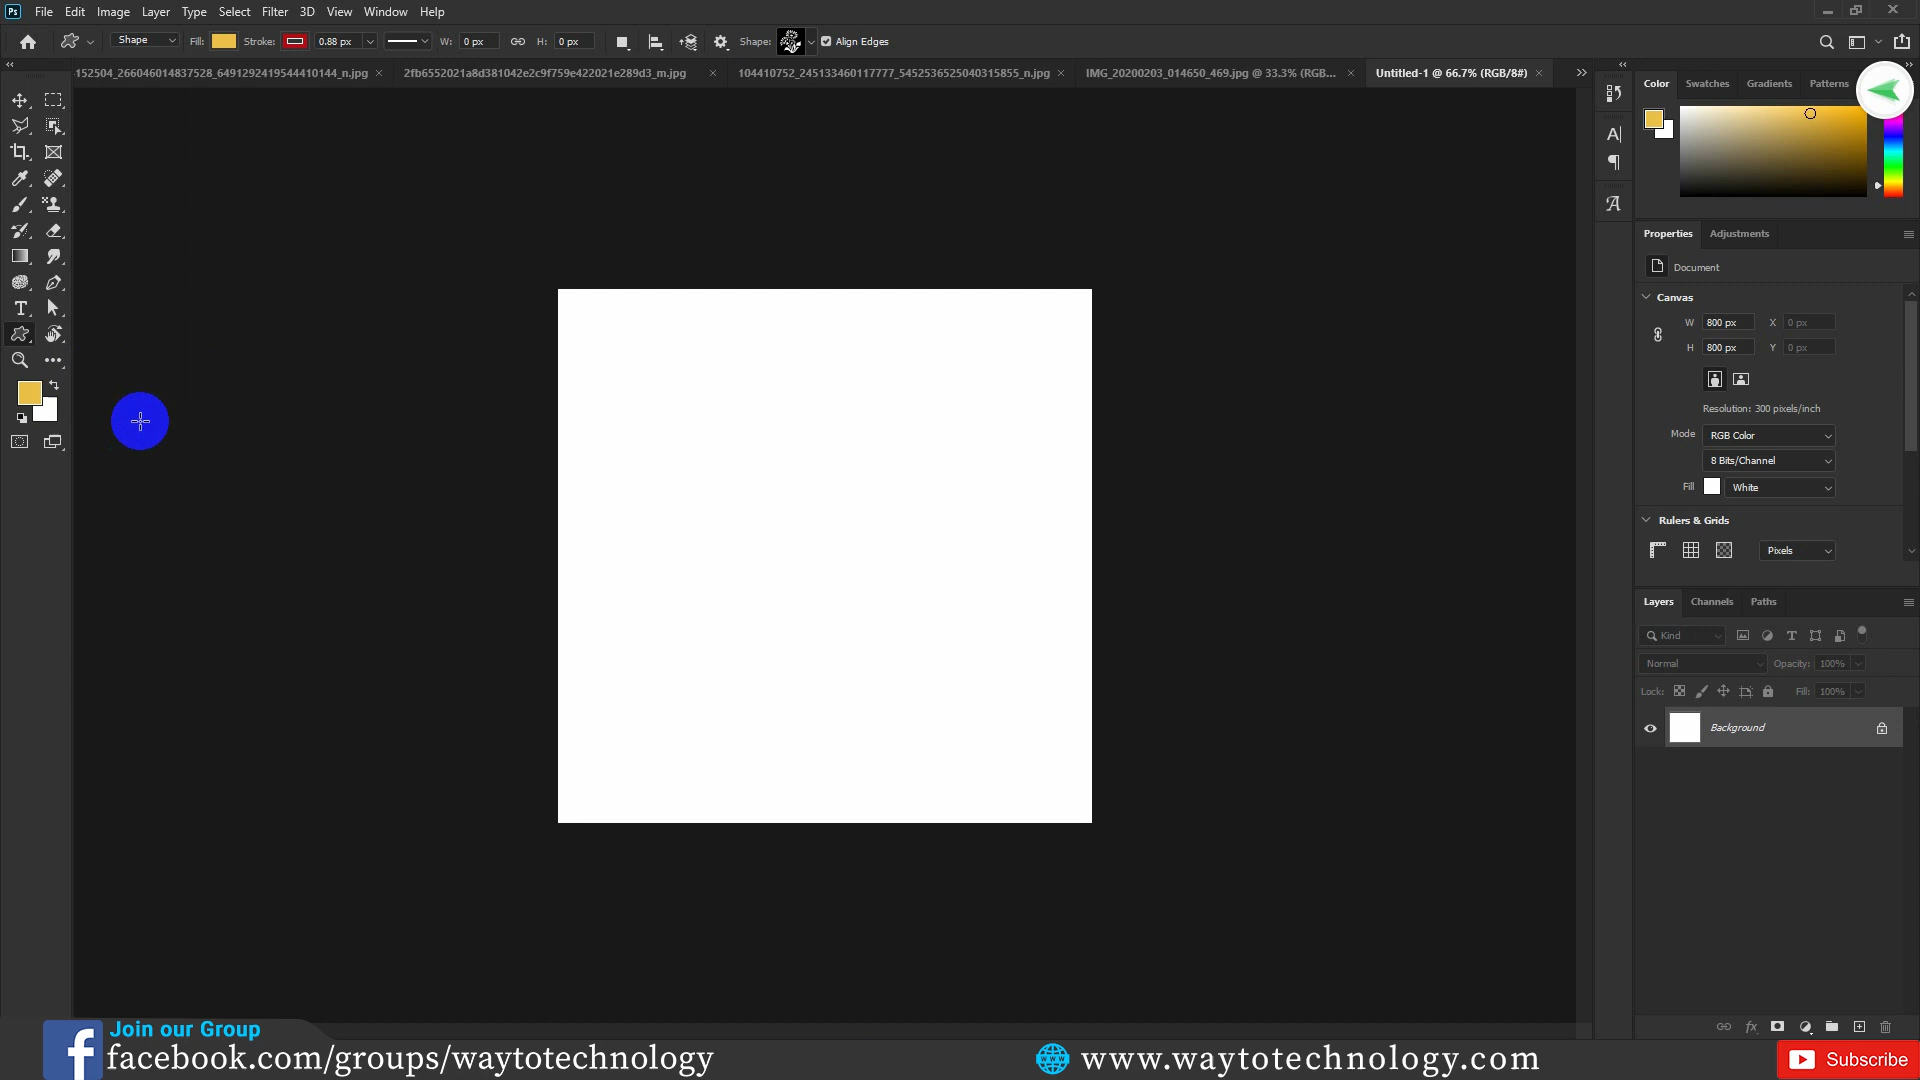 Ps File Edit Image Layer Type Select Filter 3D View Window Help
Shape Fill: Stroke: 0.88 px W: 0 px H: 0 px Shape: Align Edges
152504_266046014837528_6491292419544410144_n.jpg × 2fb6552021a8d381042e2c9f759e422021e289d3_m.jpg × 104410752_245133460117777_5452536525040315855_n.jpg × IMG_20200203_014650_469.jpg @ 33.3% (RGB... × Untitled-1 @ 66.7% (RGB/8#) ×
Color Swatches Gradients Patterns
Properties Adjustments
Document
Canvas
W 800 px X 0 px
H 800 px Y 0 px
Resolution: 300 pixels/inch
Mode RGB Color
8 Bits/Channel
Fill White
Rulers & Grids
Pixels
Layers Channels Paths
Kind
Normal Opacity: 100%
Lock: Fill: 100%
Background
fx
Join our Group
facebook.com/groups/waytotechnology
www.waytotechnology.com
Subscribe